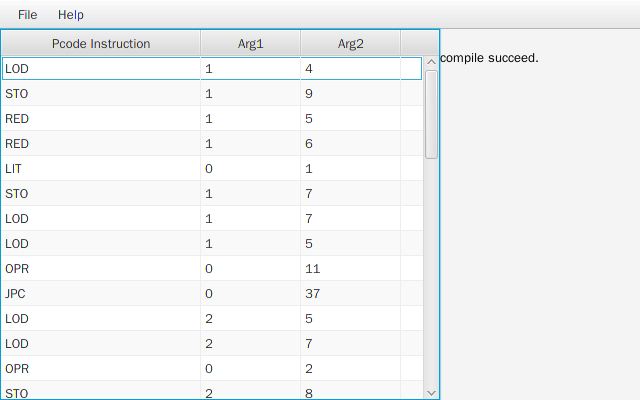 File Help
Pcode Instruction Arg1 Arg2
compile succeed.
LOD 1 4
STO 1 9
RED 1 5
RED 1 6
LIT 0 1
STO 1 7
LOD 1 7
LOD 1 5
OPR 0 11
JPC 0 37
LOD 2 5
LOD 2 7
OPR 0 2
STO 2 8